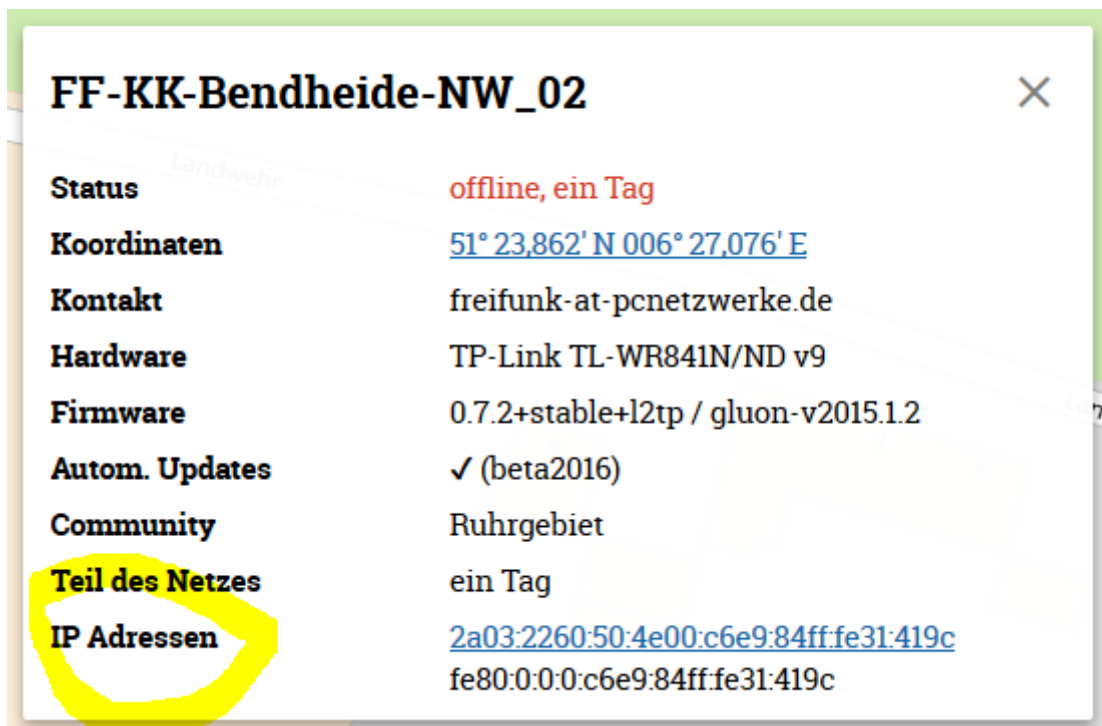 FF-KK-Bendheide-NW_02
Landwehr
Status offline, ein Tag
Koordinaten 51° 23,862' N 006° 27,076' E
Kontakt freifunk-at-pcnetzwerke.de
Hardware TP-Link TL-WR841N/ND v9
Firmware 0.7.2+stable+l2tp / gluon-v2015.1.2
Autom. Updates ✓ (beta2016)
Community Ruhrgebiet
Teil des Netzes ein Tag
IP Adressen 2a03:2260:50:4e00:c6e9:84ff:fe31:419c
fe80:0:0:0:c6e9:84ff:fe31:419c